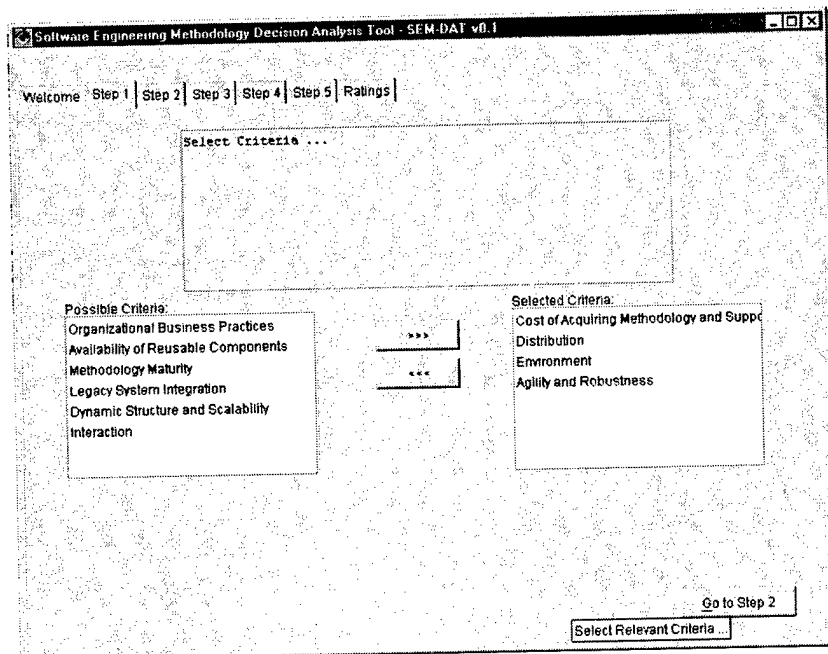 Software Engineering Methodology Decision Analysis Tool - SEM-DAT v0.1
Welcome Step 1 Step 2 Step 3 Step 4 Step 5 Ratings
Select Criteria ...
Possible Criteria:
Organizational Business Practices
Availability of Reusable Components
Methodology Maturity
Legacy System Integration
Dynamic Structure and Scalability
Interaction
>>>
<<<
Selected Criteria:
Cost of Acquiring Methodology and Suppo
Distribution
Environment
Agility and Robustness
Go to Step 2
Select Relevant Criteria ...